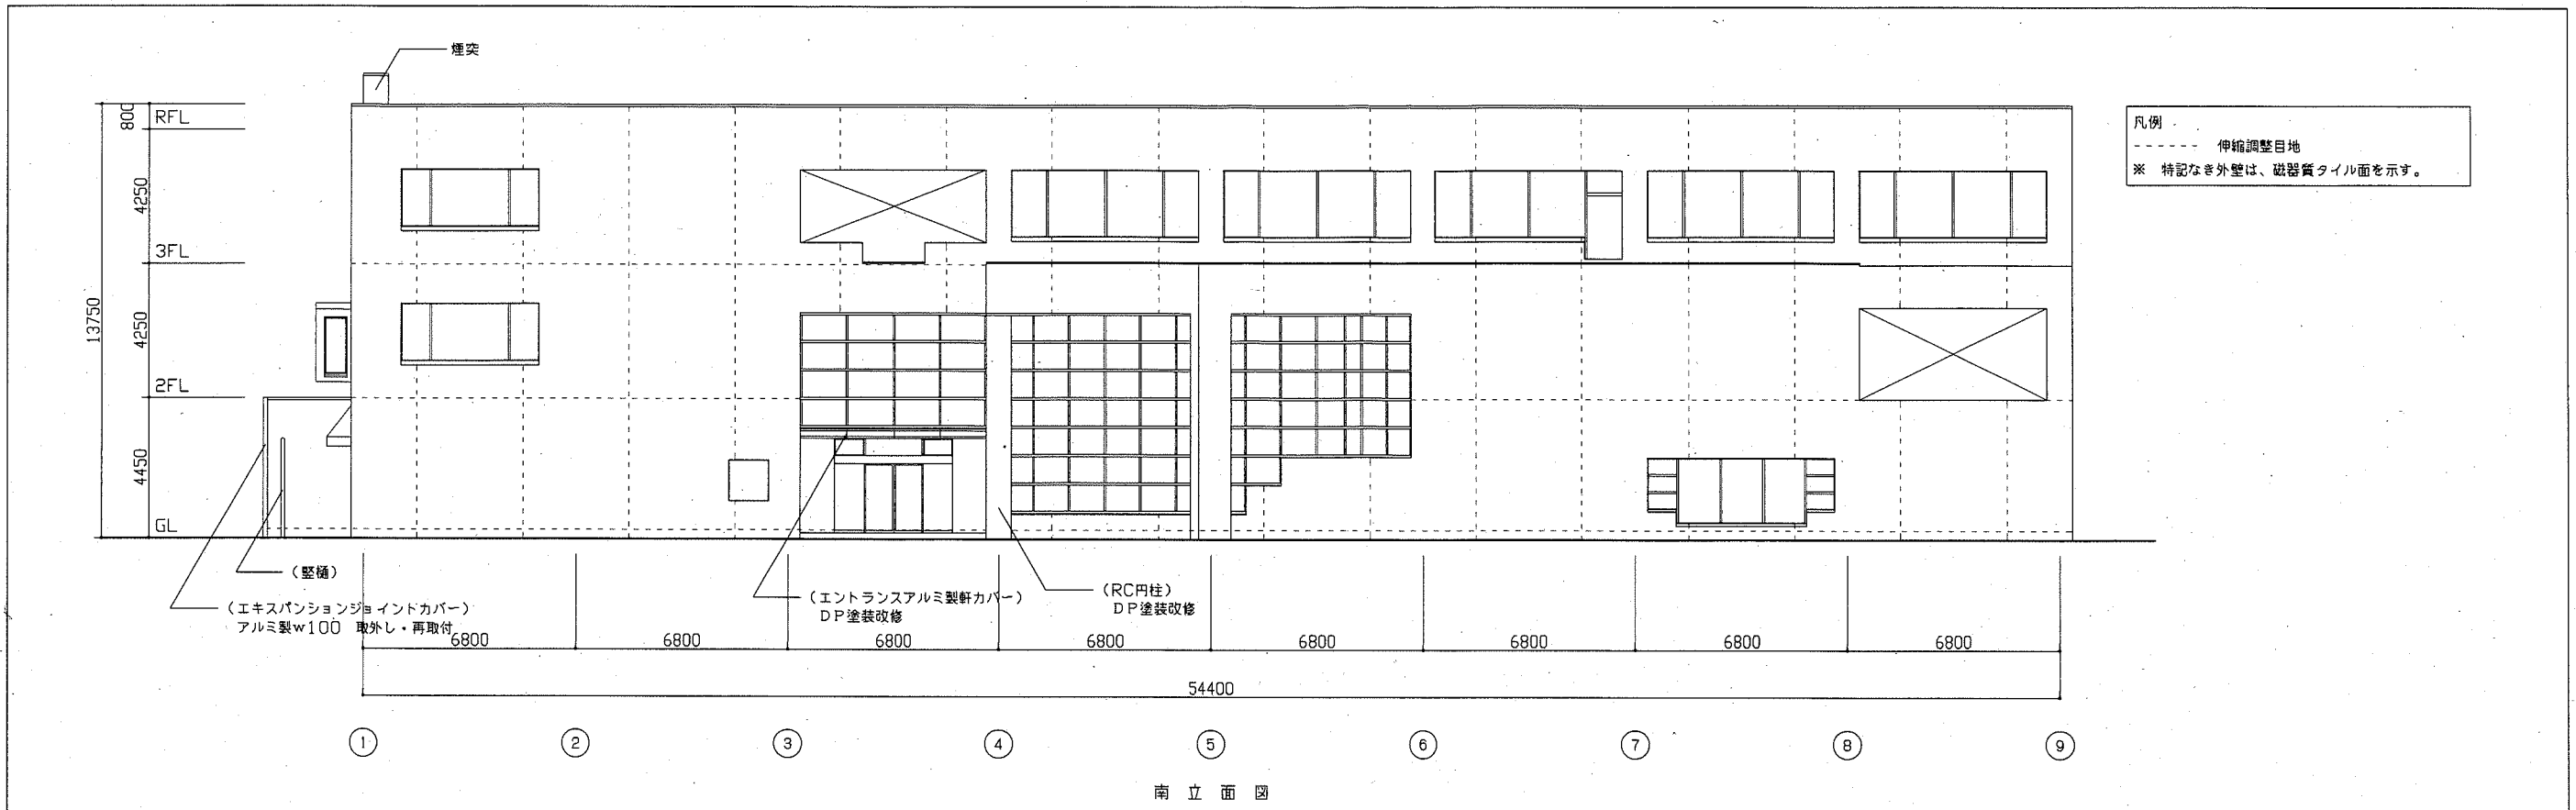 煙突
RFL
800
4250
3FL
4250
13750
2FL
4450
GL
凡例
伸縮調整目地
※ 特記なき外壁は、磁器質タイル面を示す。
(竪樋)
(エキスパンションジョイントカバー)
アルミ製w100 取外し・再取付
(エントランスアルミ製軒カバー)
DP塗装改修
(RC円柱)
DP塗装改修
6800 6800 6800 6800 6800 6800 6800 6800
54400
1 2 3 4 5 6 7 8 9
南立面図